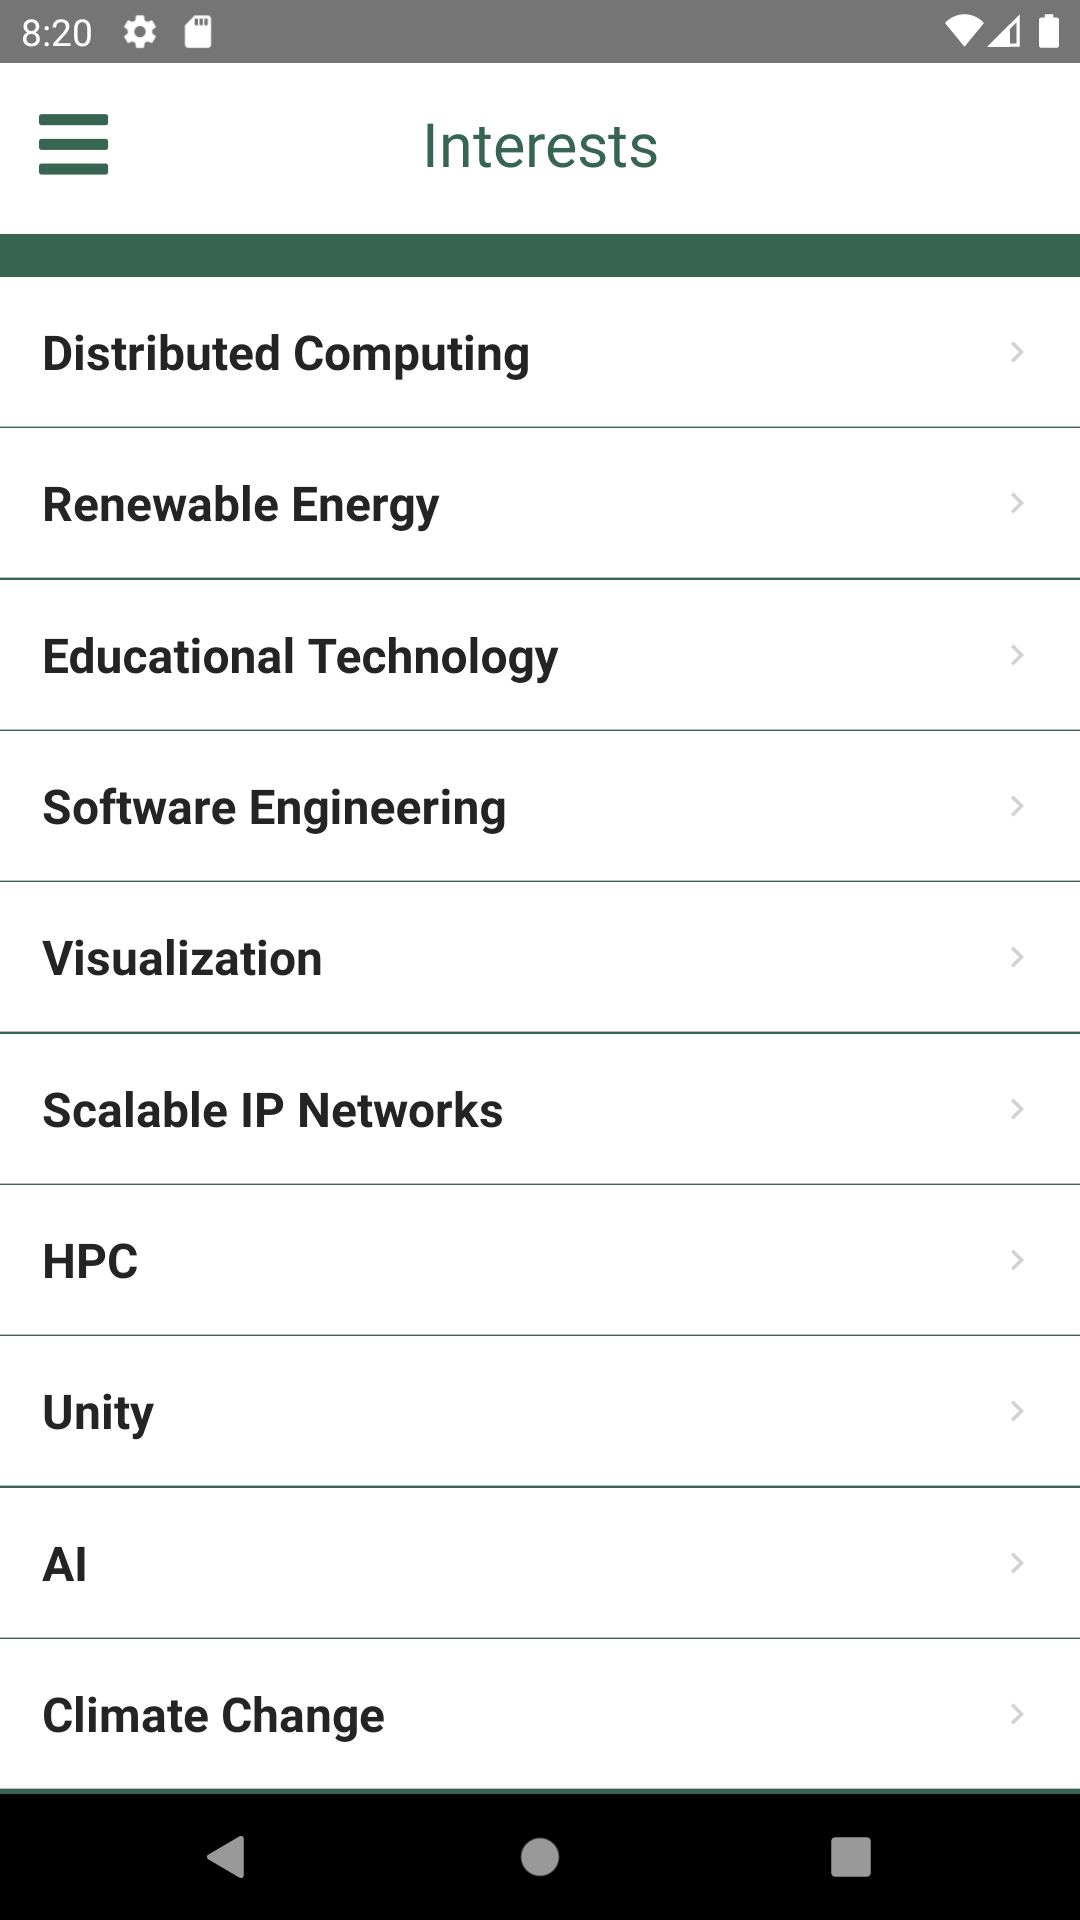 8:20
Interests
Distributed Computing
Renewable Energy
Educational Technology
Software Engineering
Visualization
Scalable IP Networks
HPC
Unity
AI
Climate Change